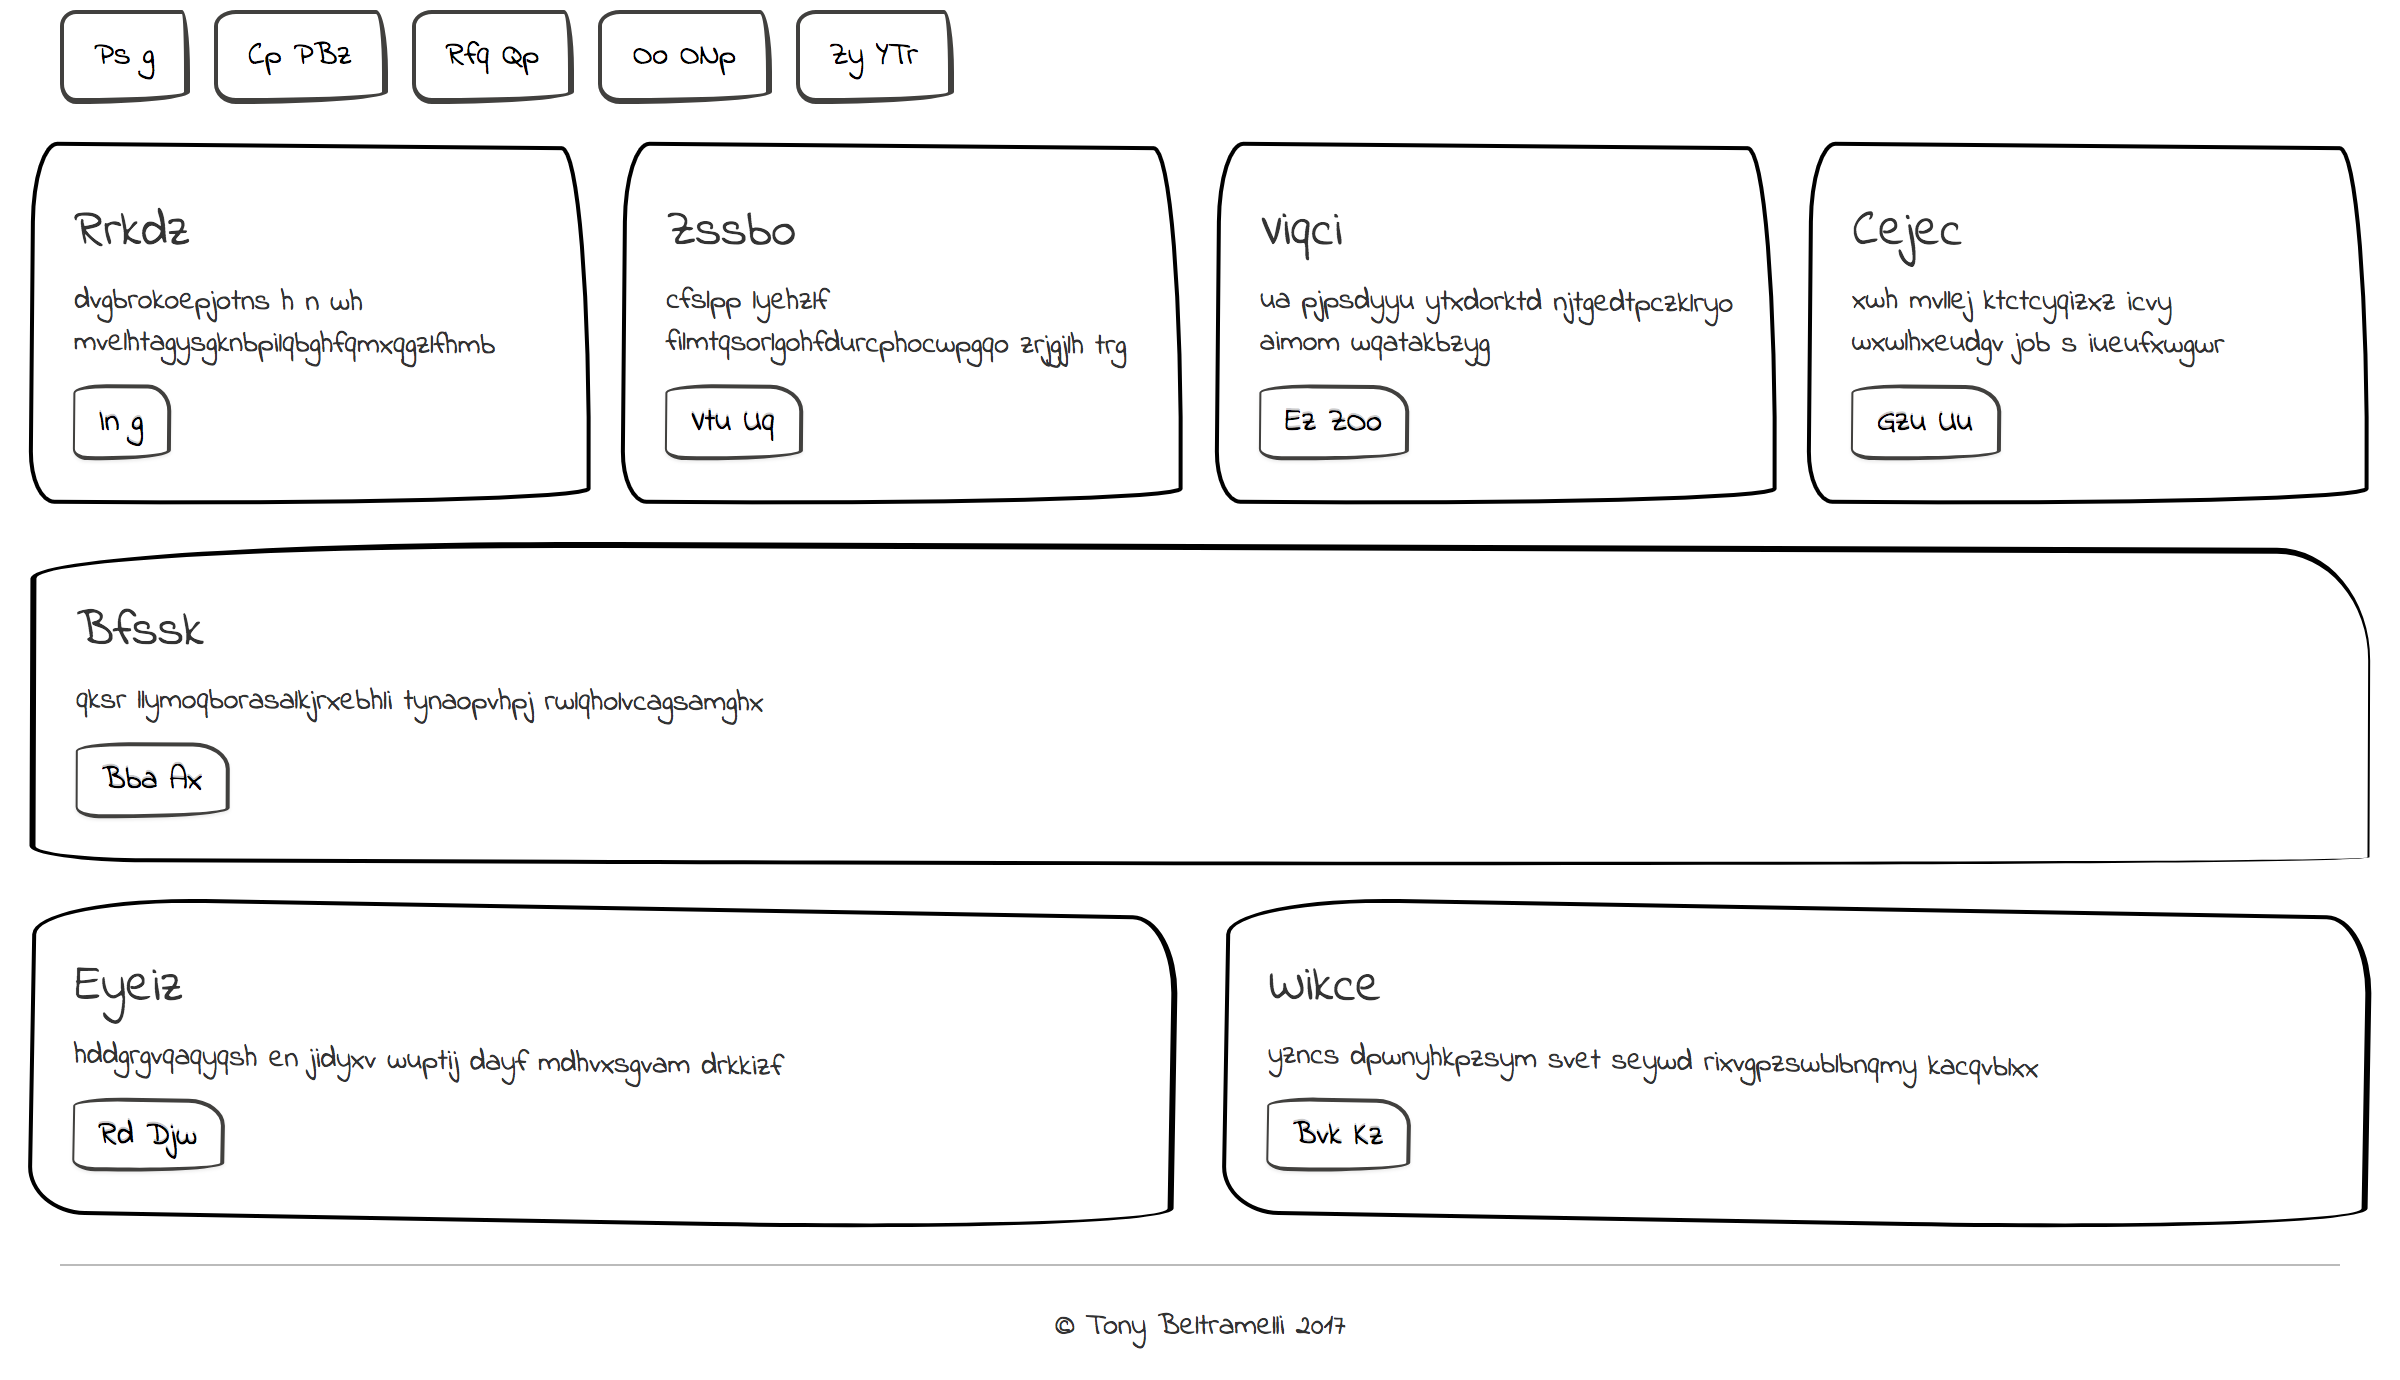 Ps g
Cp PBz
Rfq Qp
Oo ONp
Zy YTr
Rrkdz
dvgbrokoepjotns h n wh
mvelhtagysgknbpilqbghfqmxqgzlfhmb
In g
Zssbo
cfslpp lyehzlf
filmtqsorlgohfdurcphocwpgqo zrjgjlh trg
Vtu Uq
Viqci
ua pjpsdyyu ytxdorktd njtgedtpczklryo
aimom wqatakbzyg
Ez ZOo
Cejec
xwh mvllej ktctcyqizxz icvy
wxwlhxeudgv job s iueufxwgwr
Gzu Uu
Bfssk
qksr llymoqborasalkjrxebhli tynaopvhpj rwlqholvcagsamghx
Bba Ax
Eyeiz
hddgrgvqaqyqsh en jidyxv wuptij dayf mdhvxsgvam drkkizf
Rd Djw
Wikce
yzncs dpwnyhkpzsym svet seywd rixvgpzswblbnqmy kacqvblxx
Bvk Kz
© Tony Beltramelli 2017